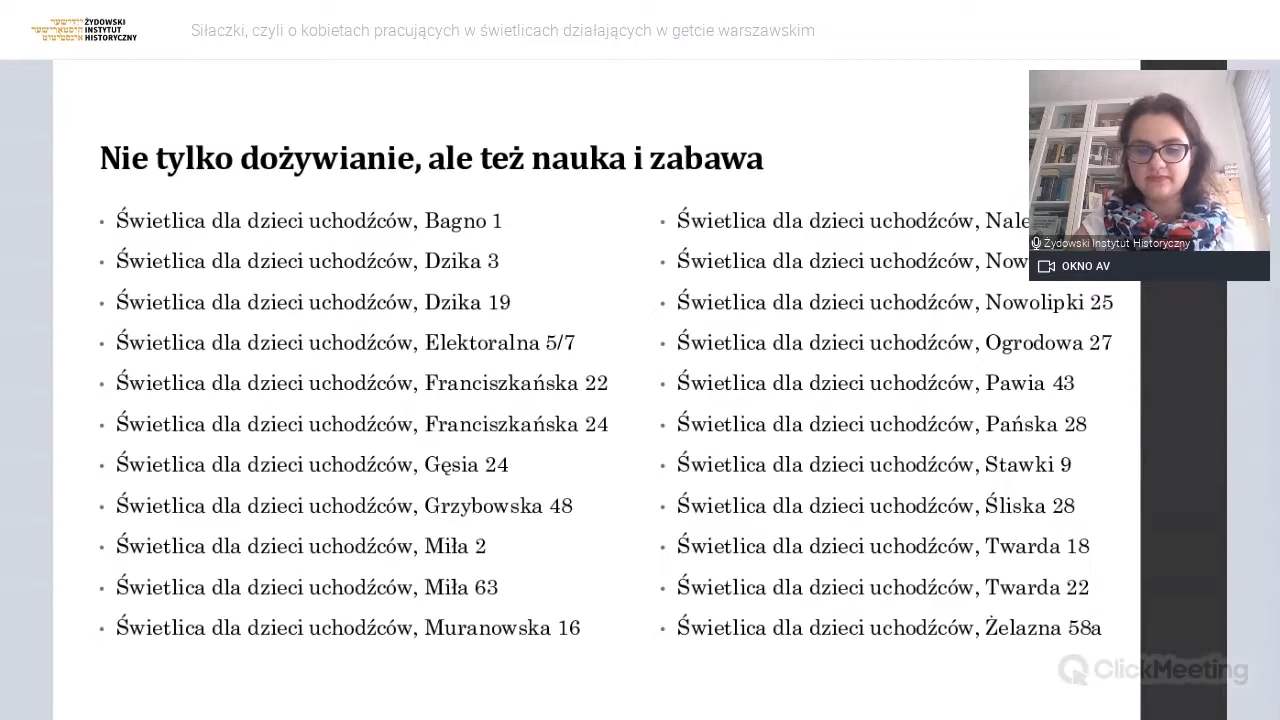 יידישער
היסטארישער
אינסטיטוט
ŻYDOWSKI
INSTYTUT
HISTORYCZNY
Siłaczki, czyli o kobietach pracujących w świetlicach działających w getcie warszawskim
Nie tylko dożywianie, ale też nauka i zabawa
• Świetlica dla dzieci uchodźców, Bagno 1
• Świetlica dla dzieci uchodźców, Dzika 3
• Świetlica dla dzieci uchodźców, Dzika 19
• Świetlica dla dzieci uchodźców, Elektoralna 5/7
• Świetlica dla dzieci uchodźców, Franciszkańska 22
• Świetlica dla dzieci uchodźców, Franciszkańska 24
• Świetlica dla dzieci uchodźców, Gęsia 24
• Świetlica dla dzieci uchodźców, Grzybowska 48
• Świetlica dla dzieci uchodźców, Miła 2
• Świetlica dla dzieci uchodźców, Miła 63
• Świetlica dla dzieci uchodźców, Muranowska 16
• Świetlica dla dzieci uchodźców, Nale
• Świetlica dla dzieci uchodźców, Now
• Świetlica dla dzieci uchodźców, Nowolipki 25
• Świetlica dla dzieci uchodźców, Ogrodowa 27
• Świetlica dla dzieci uchodźców, Pawia 43
• Świetlica dla dzieci uchodźców, Pańska 28
• Świetlica dla dzieci uchodźców, Stawki 9
• Świetlica dla dzieci uchodźców, Śliska 28
• Świetlica dla dzieci uchodźców, Twarda 18
• Świetlica dla dzieci uchodźców, Twarda 22
• Świetlica dla dzieci uchodźców, Żelazna 58a
Żydowski Instytut Historyczny
OKNO AV
ClickMeeting